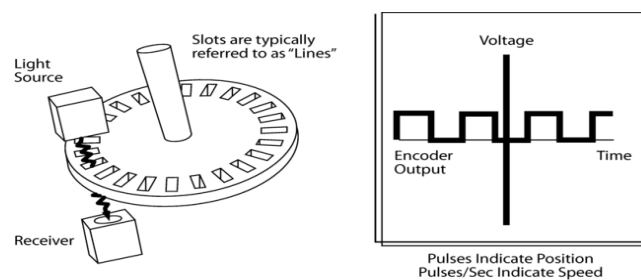 Slots are typically
referred to as “Lines”
Light
Source
Receiver
Voltage
Encoder
Output
Time
Pulses Indicate Position
Pulses/Sec Indicate Speed